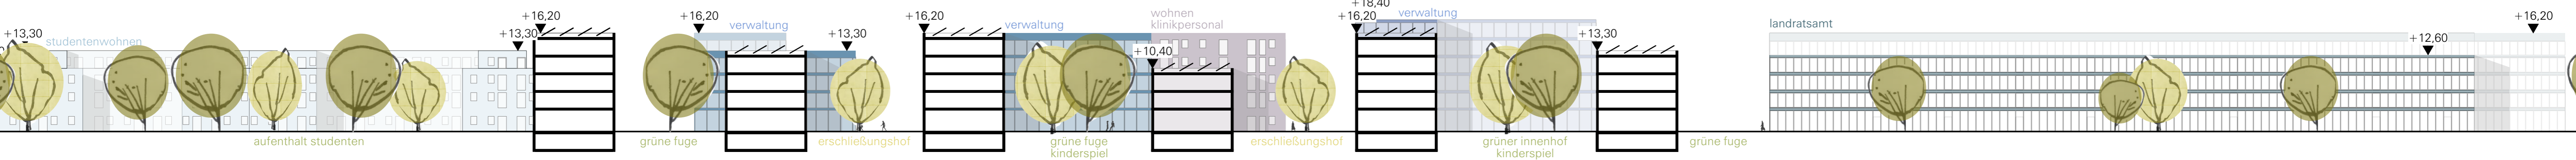 +13,30
studentenwohnen
+13,30
+16,20
+16,20
verwaltung
+13,30
+16,20
verwaltung
+10,40
wohnen
klinikpersonal
+18,40
+16,20
verwaltung
+13,30
landratsamt
+12,60
+16,20
aufenthalt studenten
grüne fuge
erschließungshof
grüne fuge
kinderspiel
erschließungshof
grüner innenhof
kinderspiel
grüne fuge